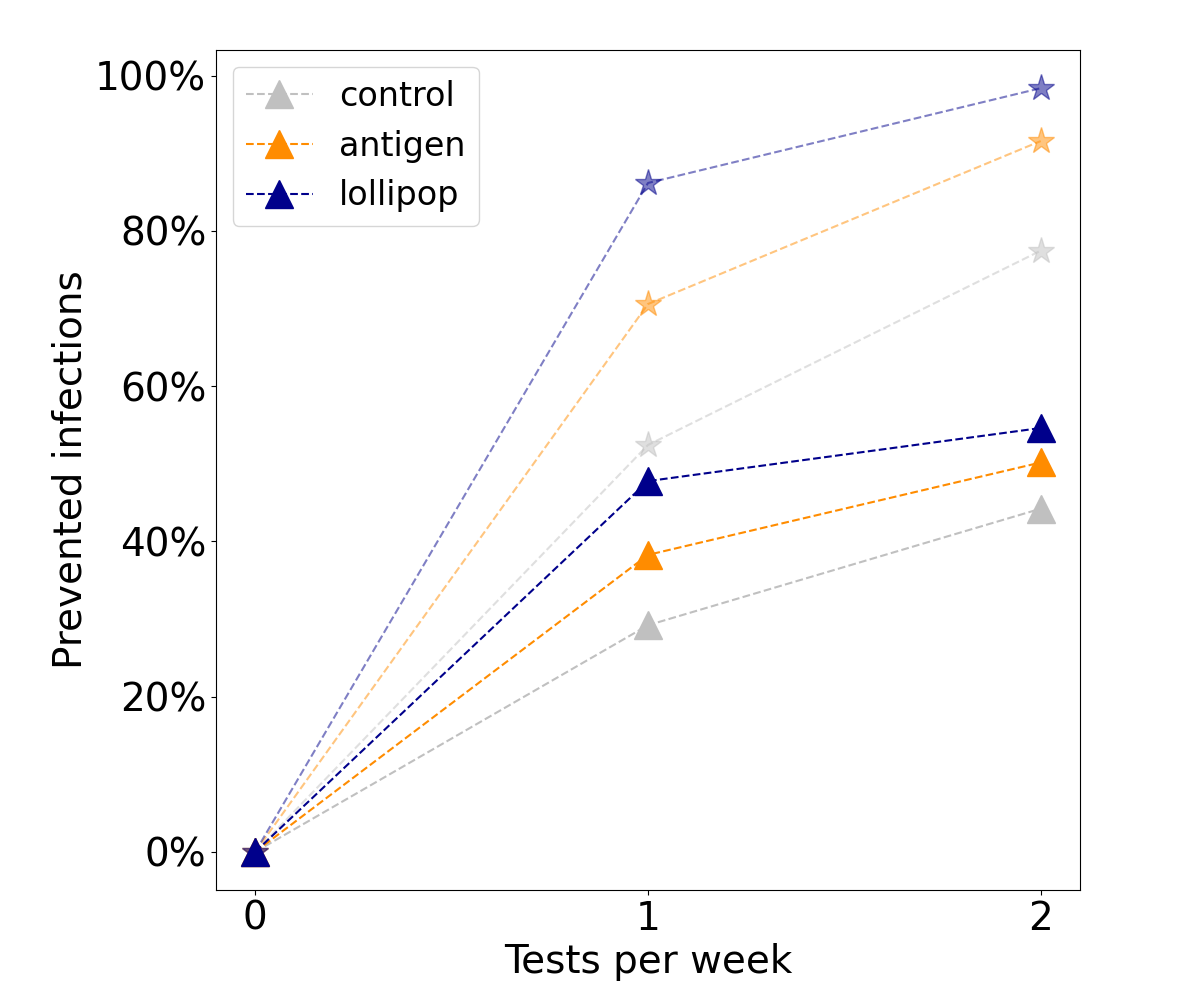 100%
80%
60%
40%
20%
0%
Prevented infections
control
antigen
lollipop
0 1 2
Tests per week